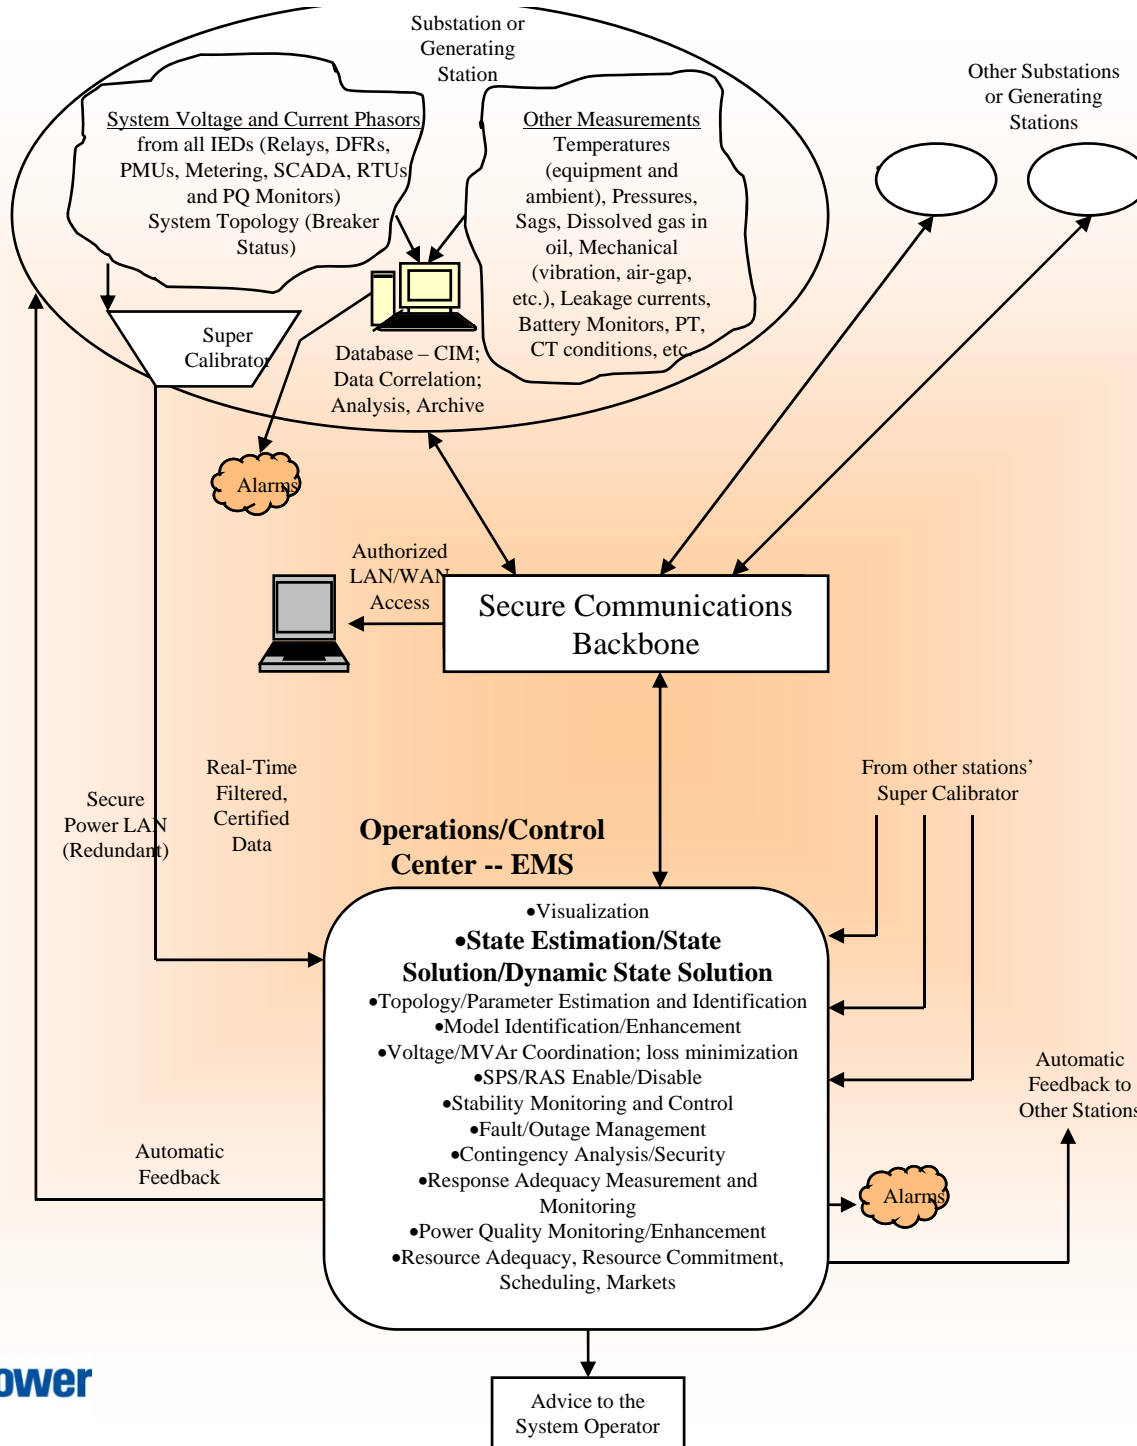 Substation or
Generating
Station
System Voltage and Current Phasors
from all IEDs (Relays, DFRs,
PMUs, Metering, SCADA, RTUs
and PQ Monitors)
System Topology (Breaker
Status)
Other Measurements
Temperatures
(equipment and
ambient), Pressures,
Sags, Dissolved gas in
oil, Mechanical
(vibration, air-gap,
etc.), Leakage currents,
Battery Monitors, PT,
CT conditions, etc.
Other Substations
or Generating
Stations
Super
Calibrator
Database – CIM;
Data Correlation;
Analysis, Archive
Alarms
Authorized
LAN/WAN
Access
Secure Communications
Backbone
Real-Time
Filtered,
Certified
Data
Secure
Power LAN
(Redundant)
From other stations’
Super Calibrator
Operations/Control
Center -- EMS
•Visualization
•State Estimation/State
Solution/Dynamic State Solution
•Topology/Parameter Estimation and Identification
•Model Identification/Enhancement
•Voltage/MVAr Coordination; loss minimization
•SPS/RAS Enable/Disable
•Stability Monitoring and Control
•Fault/Outage Management
•Contingency Analysis/Security
•Response Adequacy Measurement and
Monitoring
•Power Quality Monitoring/Enhancement
•Resource Adequacy, Resource Commitment,
Scheduling, Markets
Automatic
Feedback
Automatic
Feedback to
Other Stations
Alarms
Advice to the
System Operator
ower